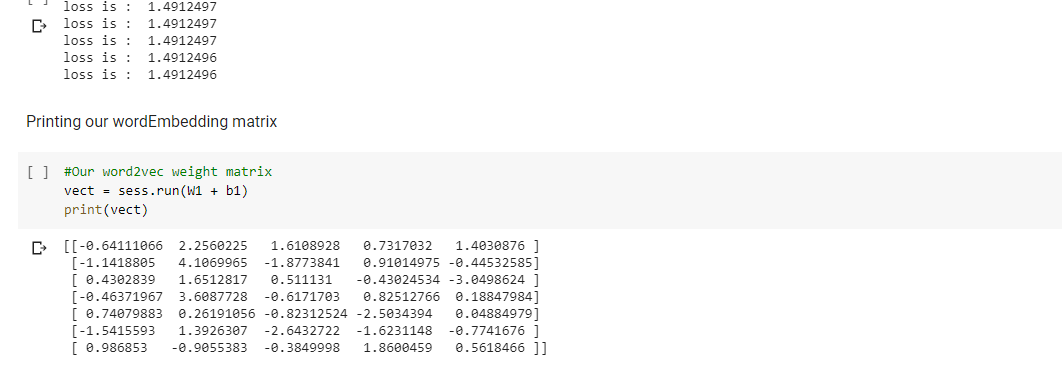 loss is :  1.4912497
loss is :  1.4912497
loss is :  1.4912497
loss is :  1.4912496
loss is :  1.4912496
Printing our wordEmbedding matrix
[ ] #Our word2vec weight matrix
vect = sess.run(W1 + b1)
print(vect)
[[-0.64111066  2.2560225   1.6108928   0.7317032   1.4030876 ]
[-1.1418805   4.1069965  -1.8773841   0.91014975 -0.44532585]
[ 0.4302839   1.6512817   0.511131   -0.43024534 -3.0498624 ]
[-0.46371967  3.6087728  -0.6171703   0.82512766  0.18847984]
[ 0.74079883  0.26191056 -0.82312524 -2.5034394   0.04884979]
[-1.5415593   1.3926307  -2.6432722  -1.6231148  -0.7741676 ]
[ 0.986853   -0.9055383  -0.3849998   1.8600459   0.5618466 ]]